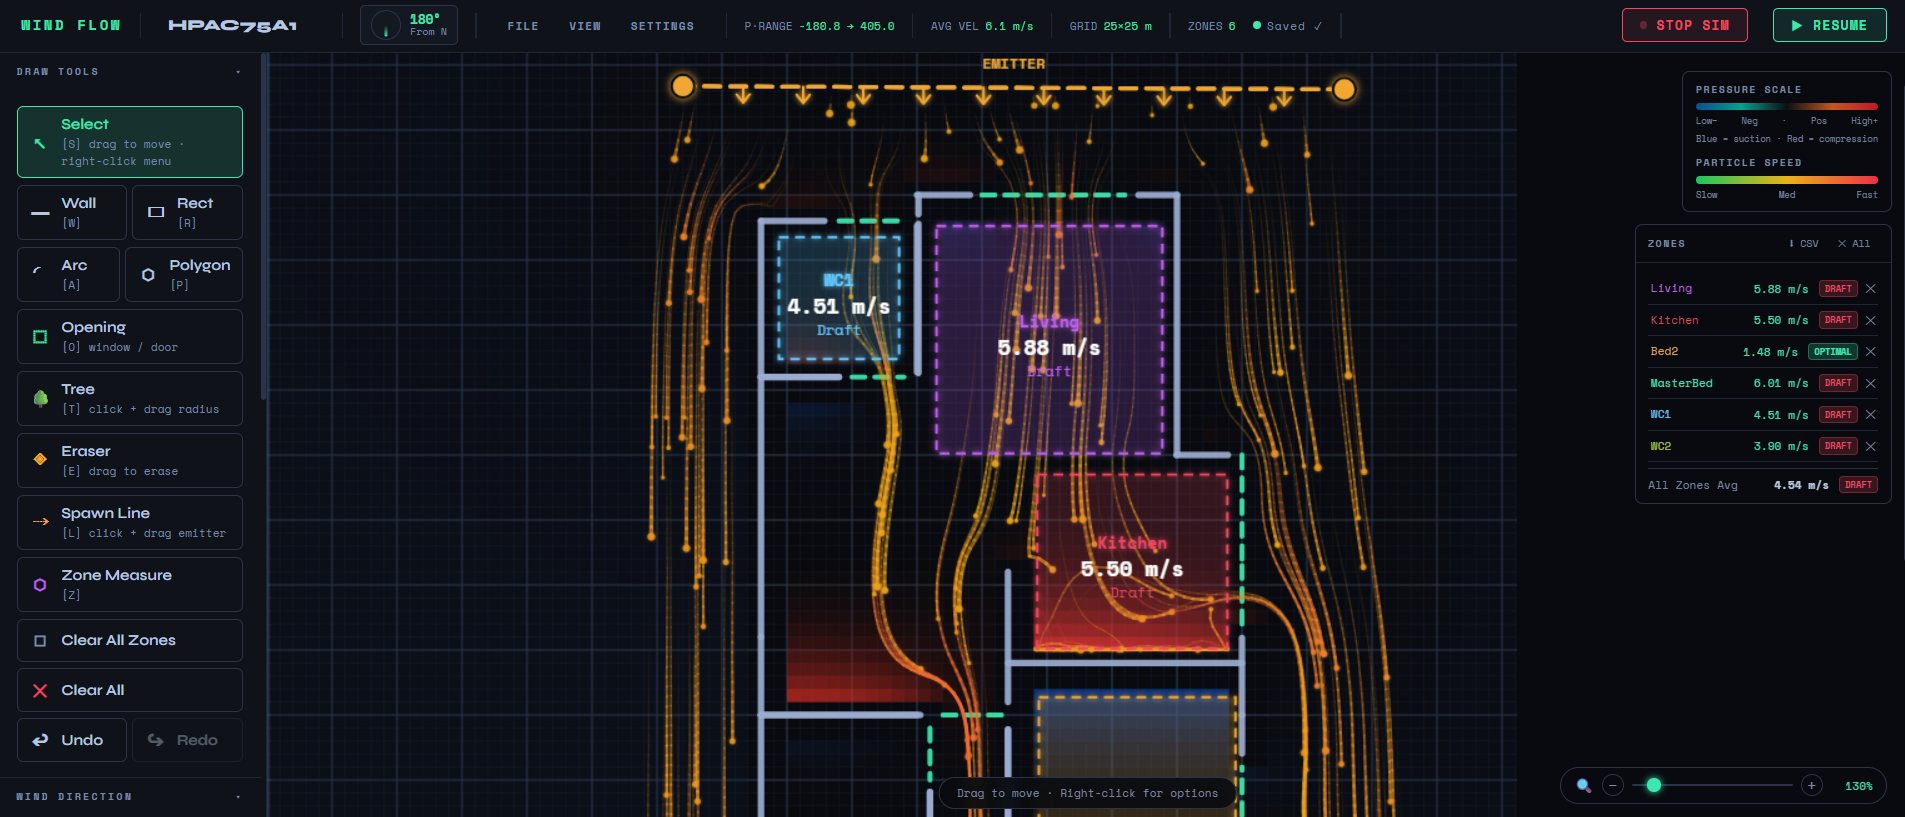 WIND FLOW
HPAC75A1
180°
From N
FILE
VIEW
SETTINGS
P·RANGE -180.8 → 405.0
AVG VEL 6.1 m/s
GRID 25×25 m
ZONES 6
Saved ✓
STOP SIM
▶ RESUME
DRAW TOOLS
Select
[S] drag to move ·
right-click menu
Wall
[W]
Rect
[R]
Arc
[A]
Polygon
[P]
Opening
[O] window / door
Tree
[T] click + drag radius
Eraser
[E] drag to erase
Spawn Line
[L] click + drag emitter
Zone Measure
[Z]
Clear All Zones
Clear All
Undo
Redo
WIND DIRECTION
EMITTER
WC1
4.51 m/s
Draft
Living
5.88 m/s
Draft
Kitchen
5.50 m/s
Draft
Drag to move · Right-click for options
PRESSURE SCALE
Low- Neg · Pos High+
Blue = suction · Red = compression
PARTICLE SPEED
Slow Med Fast
ZONES
⬇ CSV
✕ All
Living 5.88 m/s DRAFT ✕
Kitchen 5.50 m/s DRAFT ✕
Bed2 1.48 m/s OPTIMAL ✕
MasterBed 6.01 m/s DRAFT ✕
WC1 4.51 m/s DRAFT ✕
WC2 3.90 m/s DRAFT ✕
All Zones Avg 4.54 m/s DRAFT
− + 130%